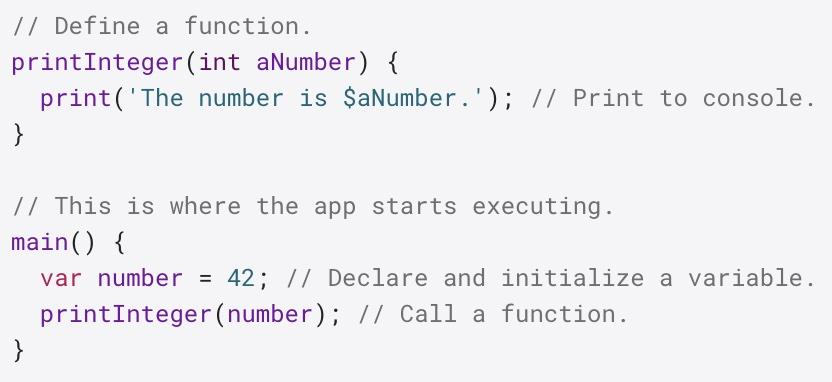 // Define a function.
printInteger(int aNumber) {
  print('The number is $aNumber.'); // Print to console.
}

// This is where the app starts executing.
main() {
  var number = 42; // Declare and initialize a variable.
  printInteger(number); // Call a function.
}